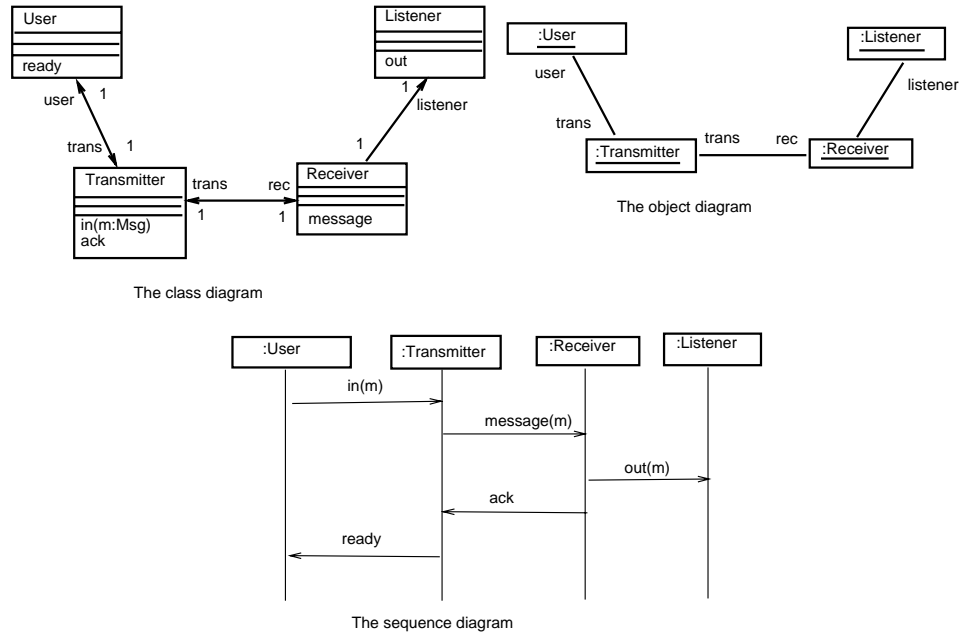 User
ready
1
user
trans
1
Transmitter
in(m:Msg)
ack
trans
1
rec
1
Receiver
message
1
listener
1
Listener
out
The class diagram
:User
user
trans
:Transmitter
trans
rec
:Receiver
listener
:Listener
The object diagram
:User
:Transmitter
:Receiver
:Listener
in(m)
message(m)
out(m)
ack
ready
The sequence diagram